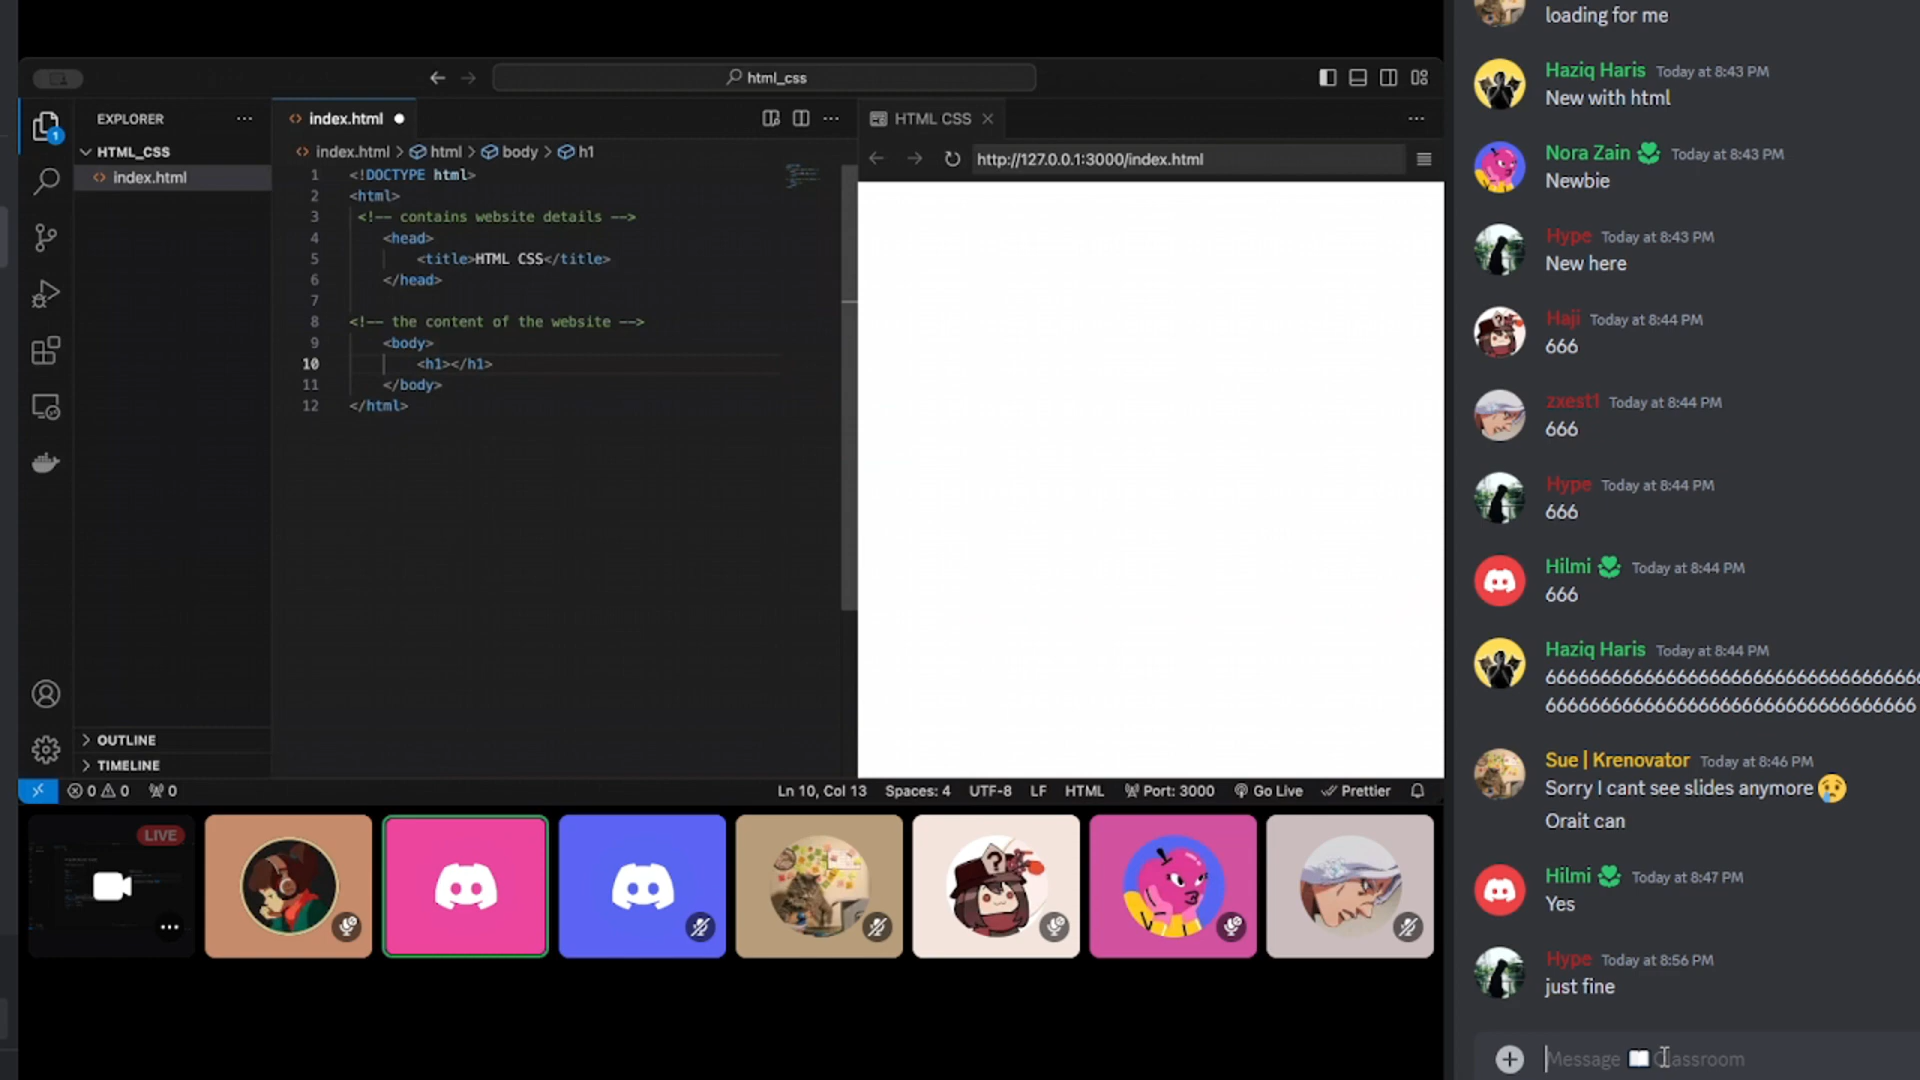 html_css
EXPLORER
HTML_CSS
index.html
1
index.html
index.html > html > body > h1
1 <!DOCTYPE html>
2 <html>
3 <!-- contains website details -->
4 <head>
5 <title>HTML CSS</title>
6 </head>
7
8 <!-- the content of the website -->
9 <body>
10 <h1></h1>
11 </body>
12 </html>
HTML CSS
http://127.0.0.1:3000/index.html
OUTLINE
TIMELINE
0 0 0
Ln 10, Col 13 Spaces: 4 UTF-8 LF HTML Port: 3000 Go Live Prettier
LIVE
loading for me
Haziq Haris Today at 8:43 PM
New with html
Nora Zain Today at 8:43 PM
Newbie
Hype Today at 8:43 PM
New here
Haji Today at 8:44 PM
666
zxest1 Today at 8:44 PM
666
Hype Today at 8:44 PM
666
Hilmi Today at 8:44 PM
666
Haziq Haris Today at 8:44 PM
Sue | Krenovator Today at 8:46 PM
Sorry I cant see slides anymore 😢
Orait can
Hilmi Today at 8:47 PM
Yes
Hype Today at 8:56 PM
just fine
Message Classroom